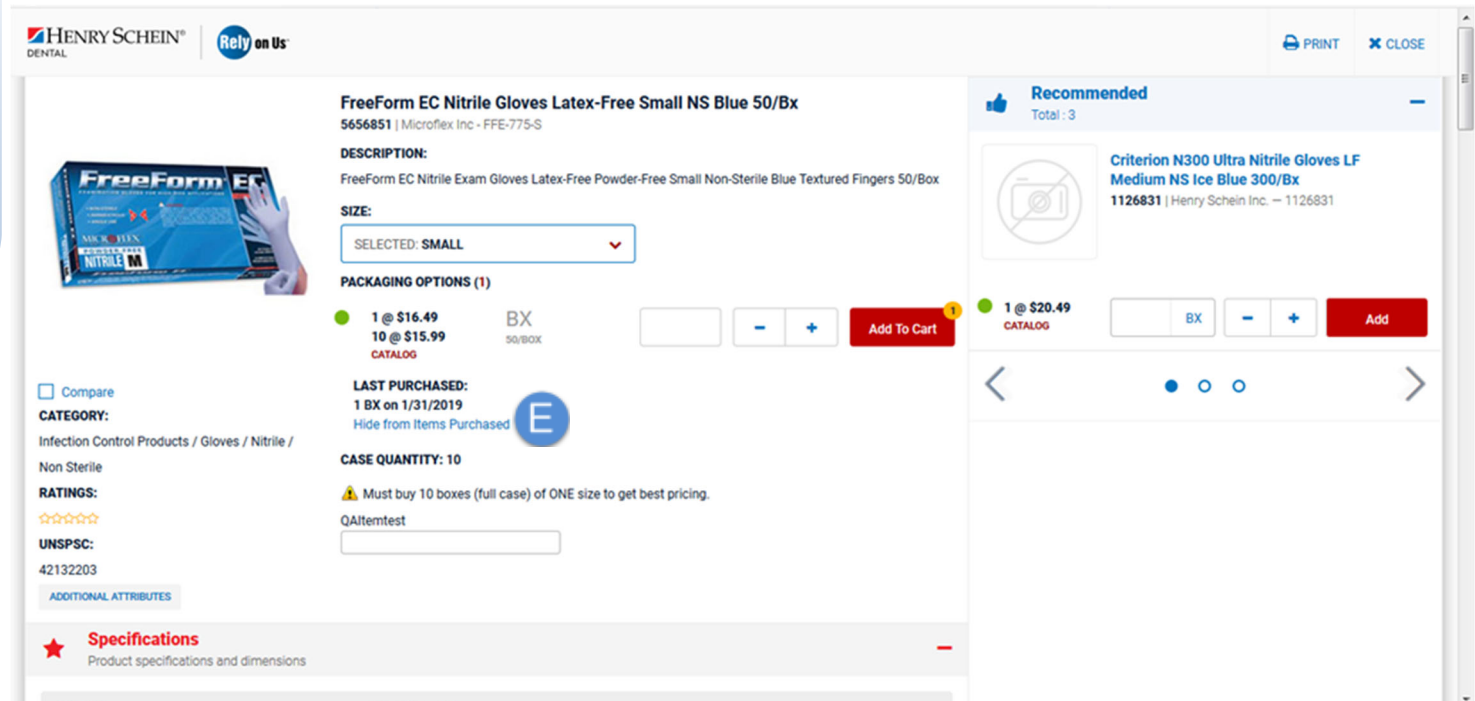 HENRY SCHEIN®
DENTAL
Rely on Us
PRINT
CLOSE
FreeForm EC Nitrile Gloves Latex-Free Small NS Blue 50/Bx
5656851 | Microflex Inc - FFE-775-S
DESCRIPTION:
FreeForm EC Nitrile Exam Gloves Latex-Free Powder-Free Small Non-Sterile Blue Textured Fingers 50/Box
SIZE:
SELECTED: SMALL
PACKAGING OPTIONS (1)
1 @ $16.49
10 @ $15.99
CATALOG
BX
50/BOX
- +
Add To Cart
1
LAST PURCHASED:
1 BX on 1/31/2019
Hide from Items Purchased
E
CASE QUANTITY: 10
Must buy 10 boxes (full case) of ONE size to get best pricing.
QAItemtest
FreeForm EC
MICROFLEX
POWDER FREE
NITRILE M
FreeForm EC
Compare
CATEGORY:
Infection Control Products / Gloves / Nitrile /
Non Sterile
RATINGS:
UNSPSC:
42132203
ADDITIONAL ATTRIBUTES
Specifications
Product specifications and dimensions
Recommended
Total : 3
Criterion N300 Ultra Nitrile Gloves LF
Medium NS Ice Blue 300/Bx
1126831 | Henry Schein Inc. — 1126831
1 @ $20.49
CATALOG
BX
- +
Add